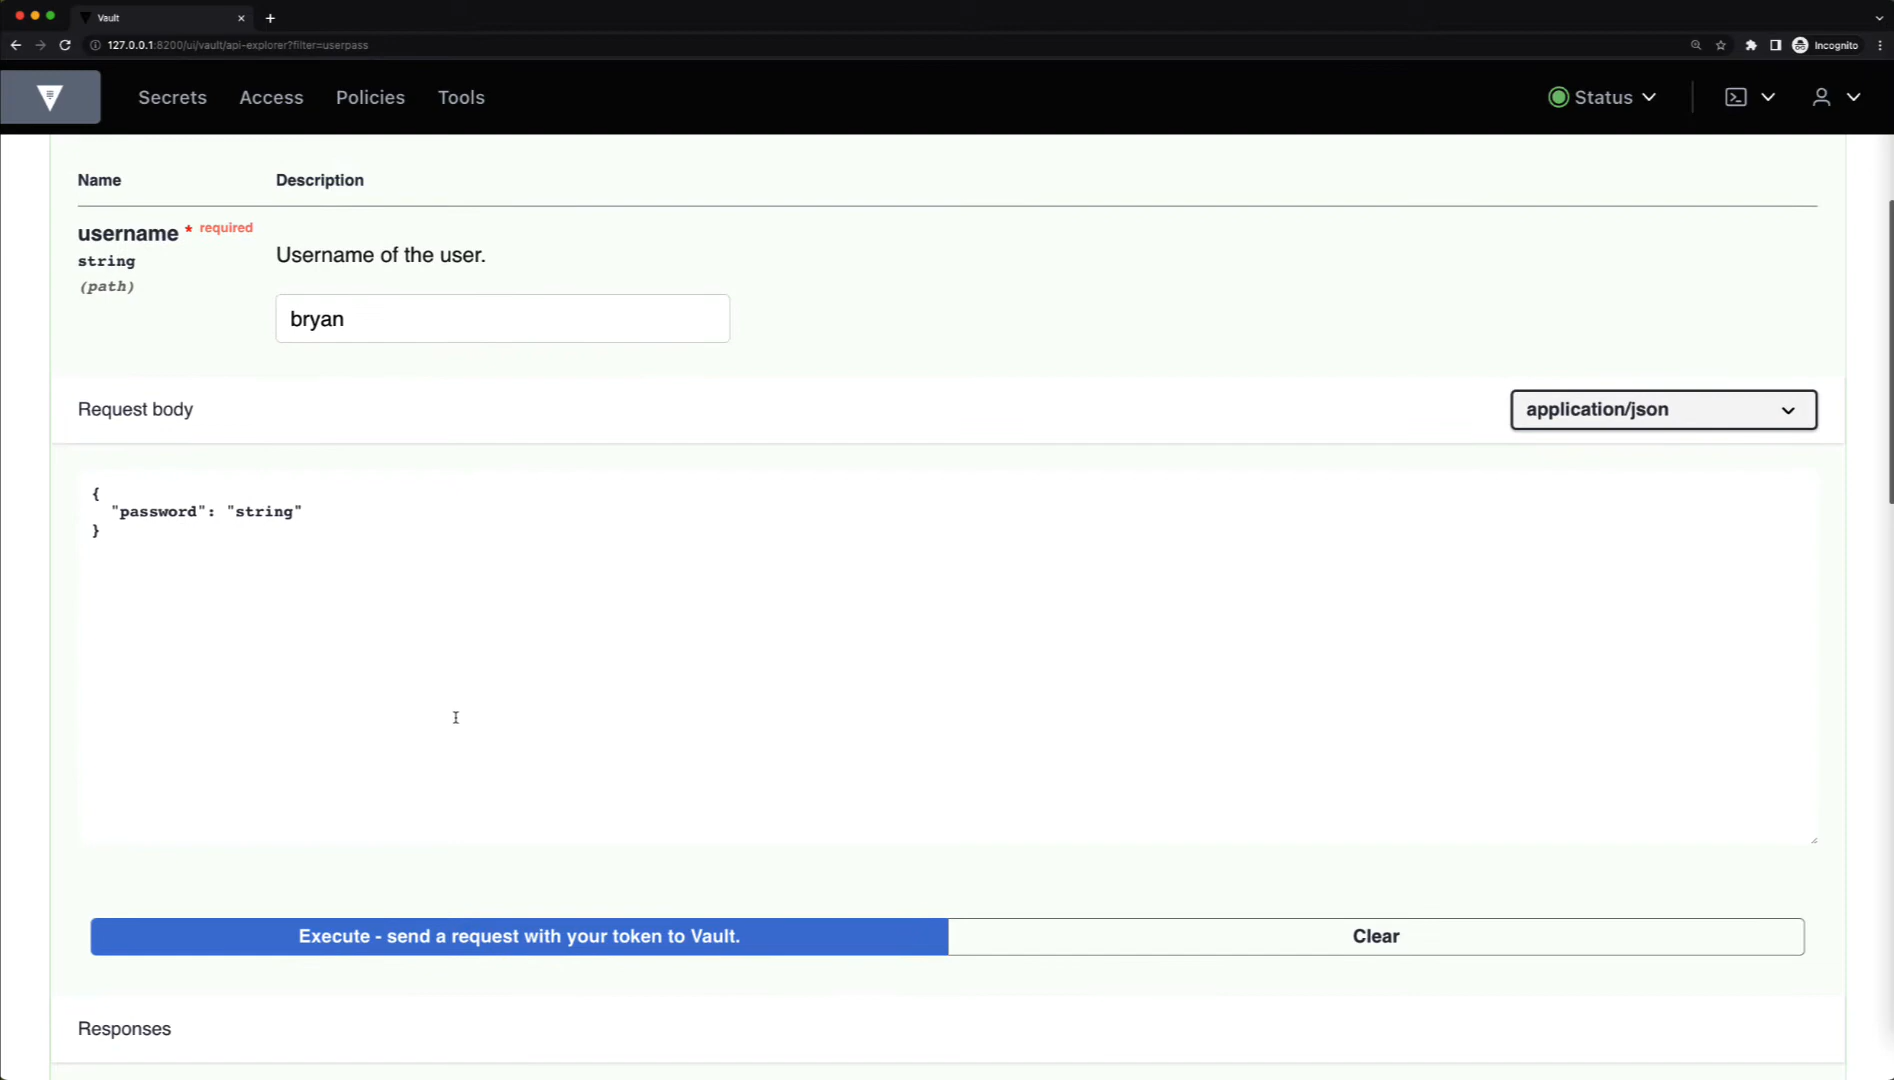 Vault
127.0.0.1:8200/ui/vault/api-explorer?filter=userpass
Incognito
Secrets Access Policies Tools
Status
Name Description
username * required
string
(path)
Username of the user.
bryan
Request body
application/json
{
"password": "string"
}
Execute - send a request with your token to Vault.
Clear
Responses